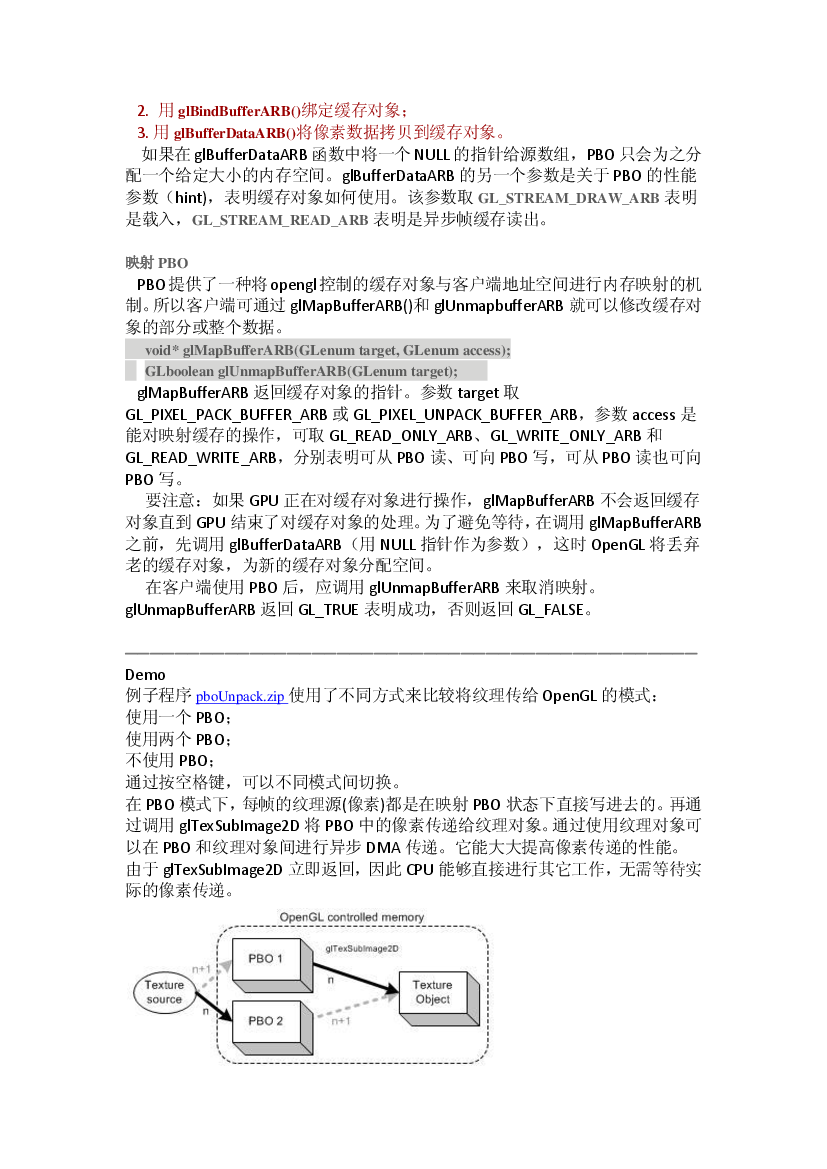 2. 用 glBindBufferARB()绑定缓存对象；
3. 用 glBufferDataARB()将像素数据拷贝到缓存对象。
如果在 glBufferDataARB 函数中将一个 NULL 的指针给源数组，PBO 只会为之分
配一个给定大小的内存空间。glBufferDataARB 的另一个参数是关于 PBO 的性能
参数（hint)，表明缓存对象如何使用。该参数取 GL_STREAM_DRAW_ARB 表明
是载入，GL_STREAM_READ_ARB 表明是异步帧缓存读出。
映射 PBO
PBO 提供了一种将 opengl 控制的缓存对象与客户端地址空间进行内存映射的机
制。所以客户端可通过 glMapBufferARB()和 glUnmapbufferARB 就可以修改缓存对
象的部分或整个数据。
void* glMapBufferARB(GLenum target, GLenum access);
GLboolean glUnmapBufferARB(GLenum target);
glMapBufferARB 返回缓存对象的指针。参数 target 取
GL_PIXEL_PACK_BUFFER_ARB 或 GL_PIXEL_UNPACK_BUFFER_ARB，参数 access 是
能对映射缓存的操作，可取 GL_READ_ONLY_ARB、GL_WRITE_ONLY_ARB 和
GL_READ_WRITE_ARB，分别表明可从 PBO 读、可向 PBO 写，可从 PBO 读也可向
PBO 写。
要注意：如果 GPU 正在对缓存对象进行操作，glMapBufferARB 不会返回缓存
对象直到 GPU 结束了对缓存对象的处理。为了避免等待，在调用 glMapBufferARB
之前，先调用 glBufferDataARB（用 NULL 指针作为参数），这时 OpenGL 将丢弃
老的缓存对象，为新的缓存对象分配空间。
在客户端使用 PBO 后，应调用 glUnmapBufferARB 来取消映射。
glUnmapBufferARB 返回 GL_TRUE 表明成功，否则返回 GL_FALSE。
Demo
例子程序 pboUnpack.zip 使用了不同方式来比较将纹理传给 OpenGL 的模式：
使用一个 PBO；
使用两个 PBO；
不使用 PBO；
通过按空格键，可以不同模式间切换。
在 PBO 模式下，每帧的纹理源(像素)都是在映射 PBO 状态下直接写进去的。再通
过调用 glTexSubImage2D 将 PBO 中的像素传递给纹理对象。通过使用纹理对象可
以在 PBO 和纹理对象间进行异步 DMA 传递。它能大大提高像素传递的性能。
由于 glTexSubImage2D 立即返回，因此 CPU 能够直接进行其它工作，无需等待实
际的像素传递。
OpenGL controlled memory
glTexSubImage2D
PBO 1
n+1
n
Texture
source
Texture
Object
n
PBO 2
n+1